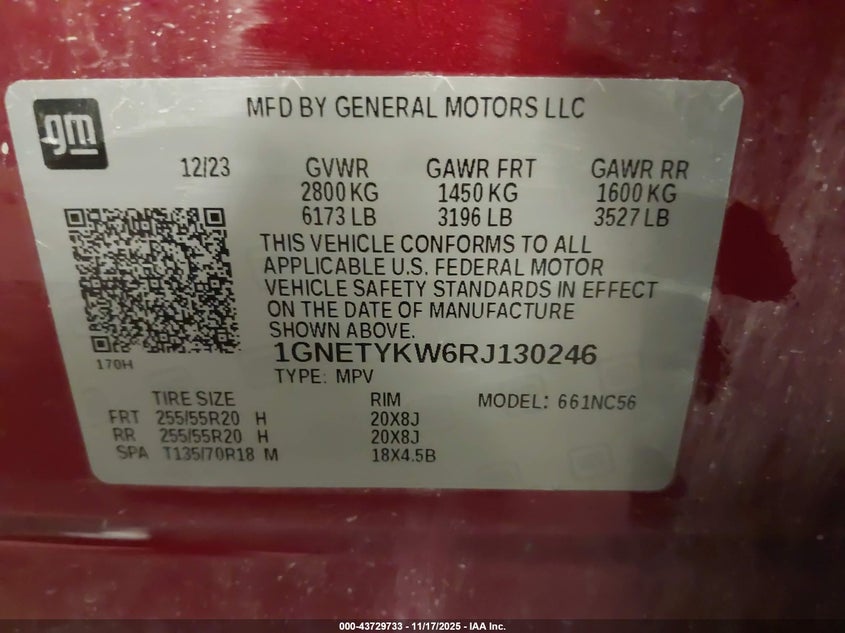 gm
MFD BY GENERAL MOTORS LLC
12/23 GVWR GAWR FRT GAWR RR
2800 KG 1450 KG 1600 KG
6173 LB 3196 LB 3527 LB
THIS VEHICLE CONFORMS TO ALL
APPLICABLE U.S. FEDERAL MOTOR
VEHICLE SAFETY STANDARDS IN EFFECT
ON THE DATE OF MANUFACTURE
SHOWN ABOVE.
170H
1GNETYKW6RJ130246
TYPE: MPV
TIRE SIZE RIM MODEL: 661NC56
FRT 255/55R20 H 20X8J
RR 255/55R20 H 20X8J
SPA T135/70R18 M 18X4.5B
000-43729733 - 11/17/2025 - IAA Inc.